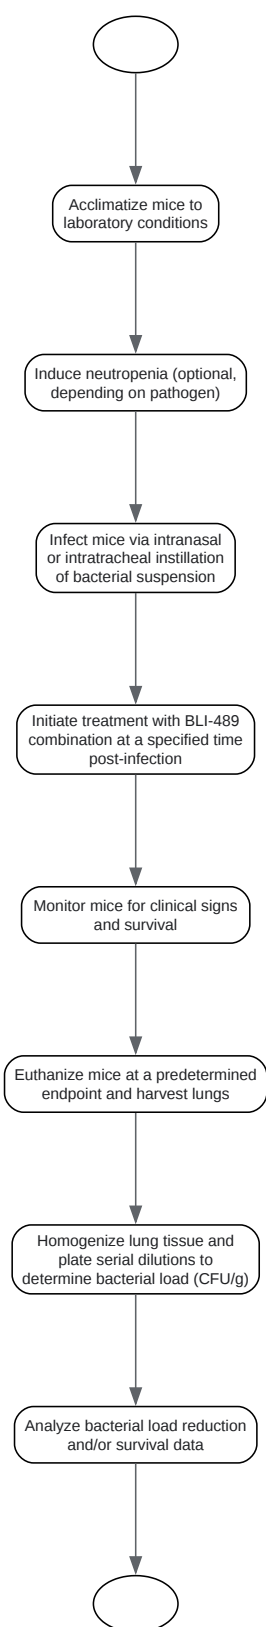 Acclimatize mice to
laboratory conditions
Induce neutropenia (optional,
depending on pathogen)
Infect mice via intranasal
or intratracheal instillation
of bacterial suspension
Initiate treatment with BLI-489
combination at a specified time
post-infection
Monitor mice for clinical signs
and survival
Euthanize mice at a predetermined
endpoint and harvest lungs
Homogenize lung tissue and
plate serial dilutions to
determine bacterial load (CFU/g)
Analyze bacterial load reduction
and/or survival data